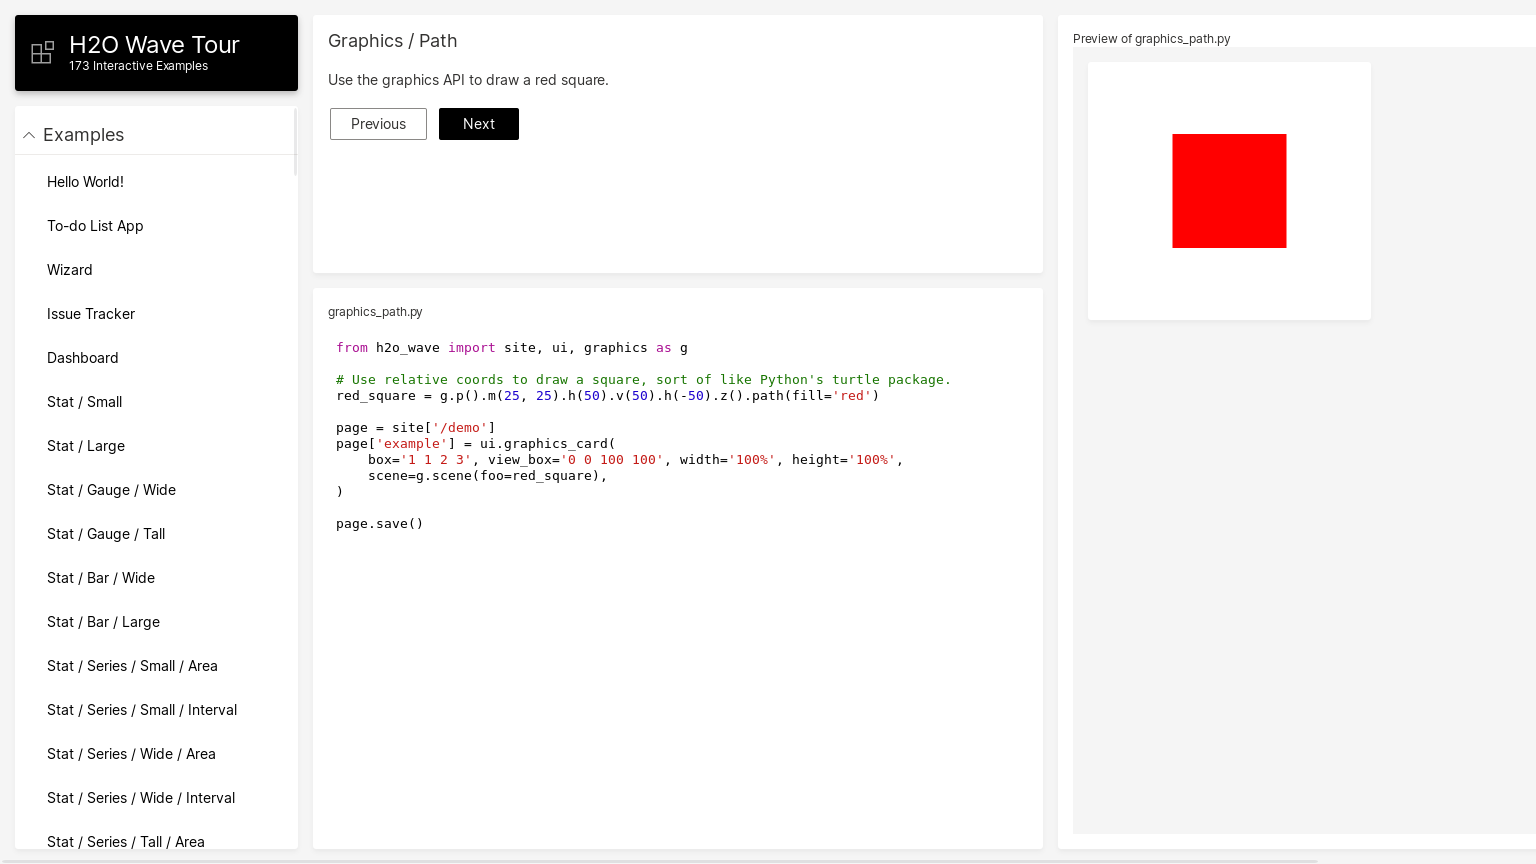 H2O Wave Tour
173 Interactive Examples
Examples
Hello World!
To-do List App
Wizard
Issue Tracker
Dashboard
Stat / Small
Stat / Large
Stat / Gauge / Wide
Stat / Gauge / Tall
Stat / Bar / Wide
Stat / Bar / Large
Stat / Series / Small / Area
Stat / Series / Small / Interval
Stat / Series / Wide / Area
Stat / Series / Wide / Interval
Stat / Series / Tall / Area
Graphics / Path
Use the graphics API to draw a red square.
Previous
Next
graphics_path.py
from h2o_wave import site, ui, graphics as g
# Use relative coords to draw a square, sort of like Python's turtle package.
red_square = g.p().m(25, 25).h(50).v(50).h(-50).z().path(fill='red')
page = site['/demo']
page['example'] = ui.graphics_card(
    box='1 1 2 3', view_box='0 0 100 100', width='100%', height='100%',
    scene=g.scene(foo=red_square),
)
page.save()
Preview of graphics_path.py